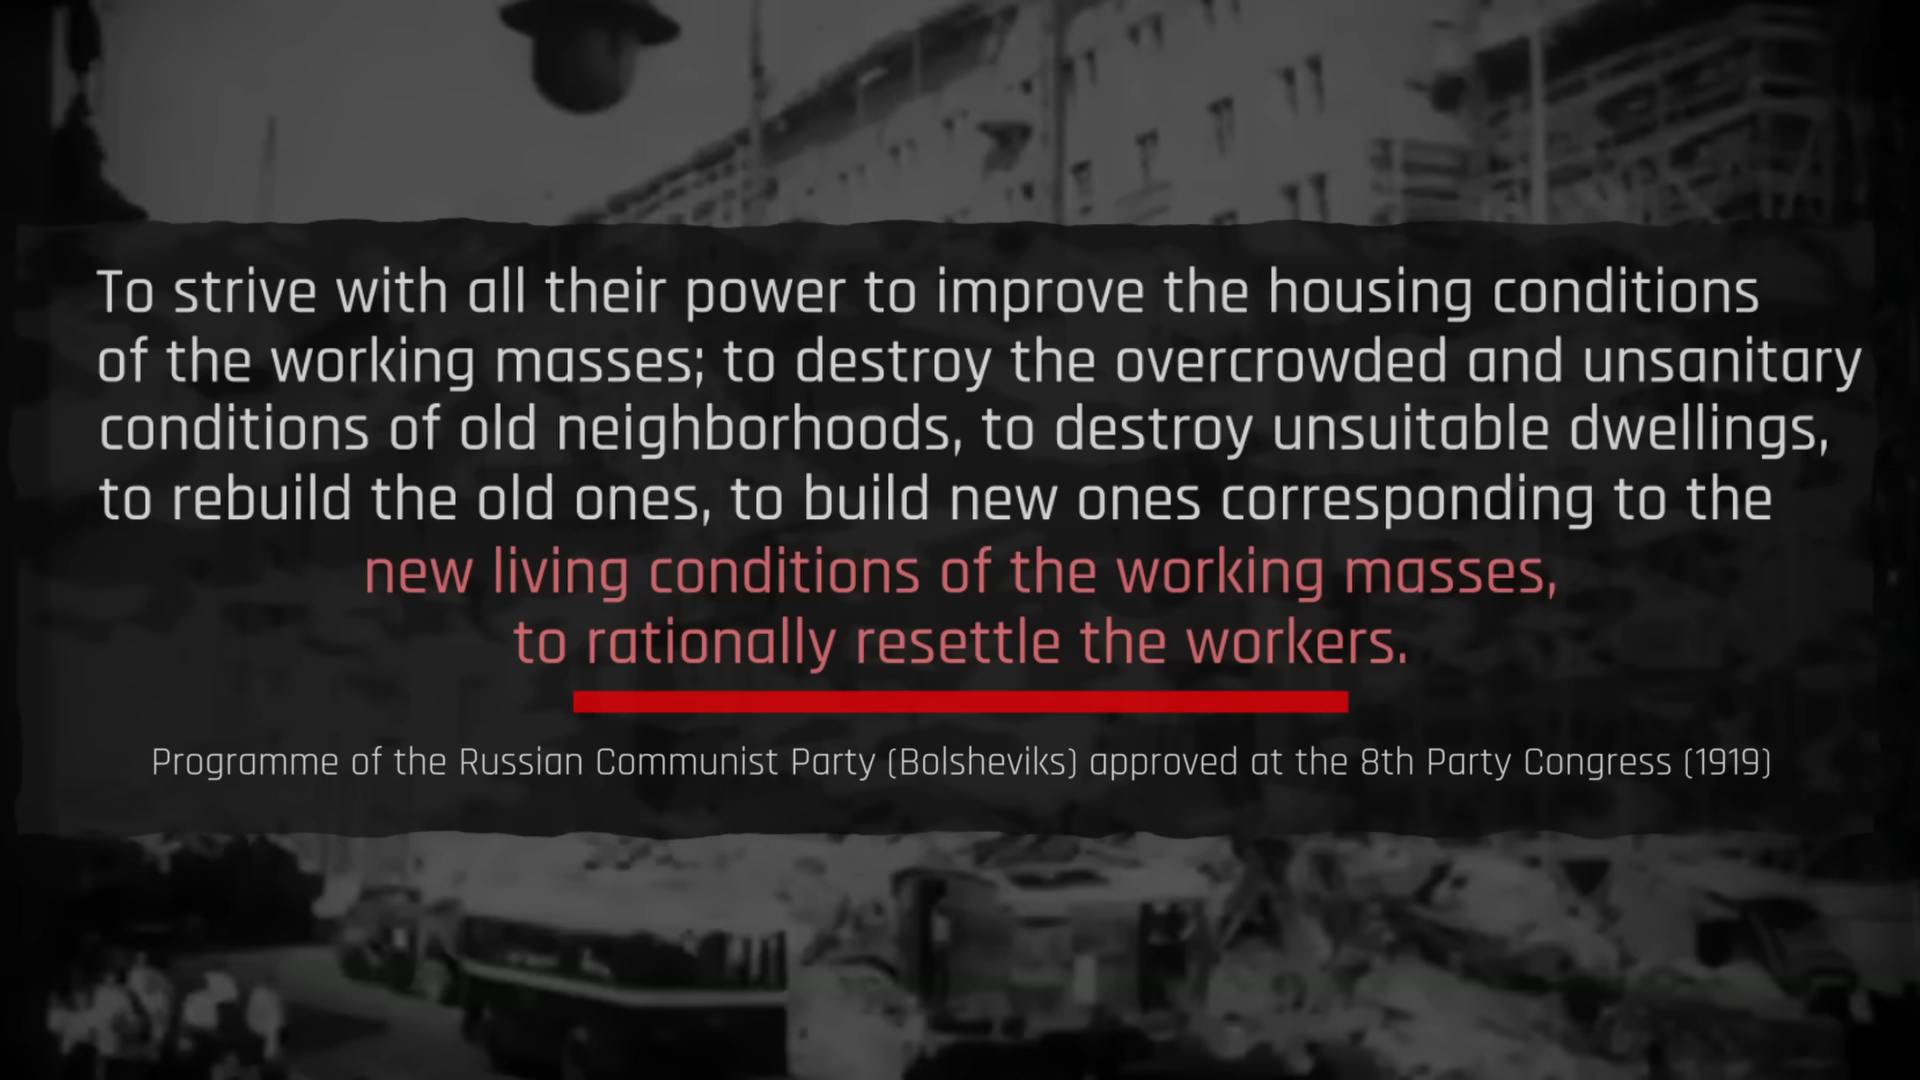 To strive with all their power to improve the housing conditions
of the working masses; to destroy the overcrowded and unsanitary
conditions of old neighborhoods, to destroy unsuitable dwellings,
to rebuild the old ones, to build new ones corresponding to the
new living conditions of the working masses,
to rationally resettle the workers.
Programme of the Russian Communist Party (Bolsheviks) approved at the 8th Party Congress (1919)